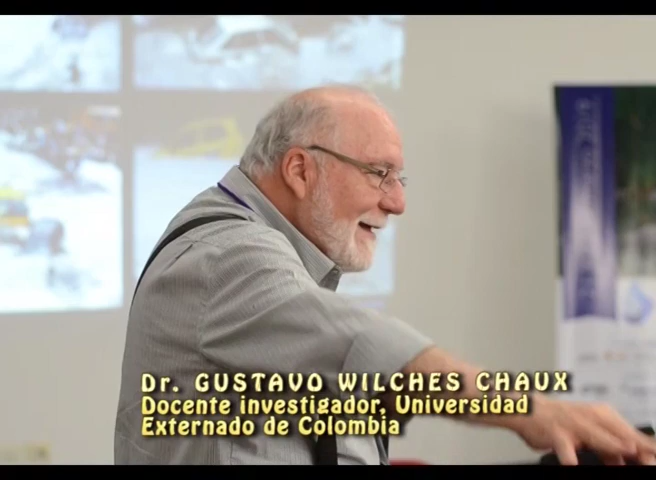 Dr. GUSTAVO WILCHES CHAUX
Docente investigador, Universidad
Externado de Colombia